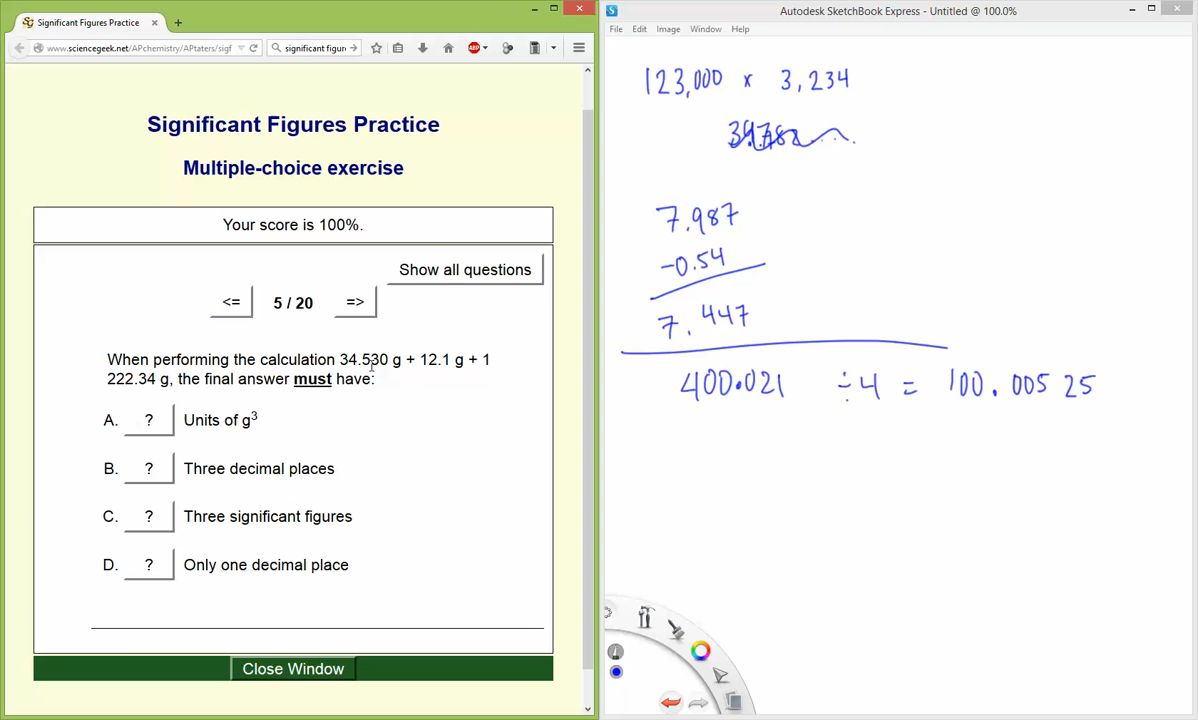 Significant Figures Practice × +
www.sciencegeek.net/APchemistry/APtaters/sigf
significant figur
ABP
Significant Figures Practice
Multiple-choice exercise
Your score is 100%.
Show all questions
<= 5 / 20 =>
When performing the calculation 34.530 g + 12.1 g + 1
222.34 g, the final answer must have:
A. ? Units of g³
B. ? Three decimal places
C. ? Three significant figures
D. ? Only one decimal place
Close Window
Autodesk SketchBook Express - Untitled @ 100.0%
File Edit Image Window Help
123,000 x 3,234
7.987
-0.54
7.447
400.021 ÷ 4 = 100.005 25